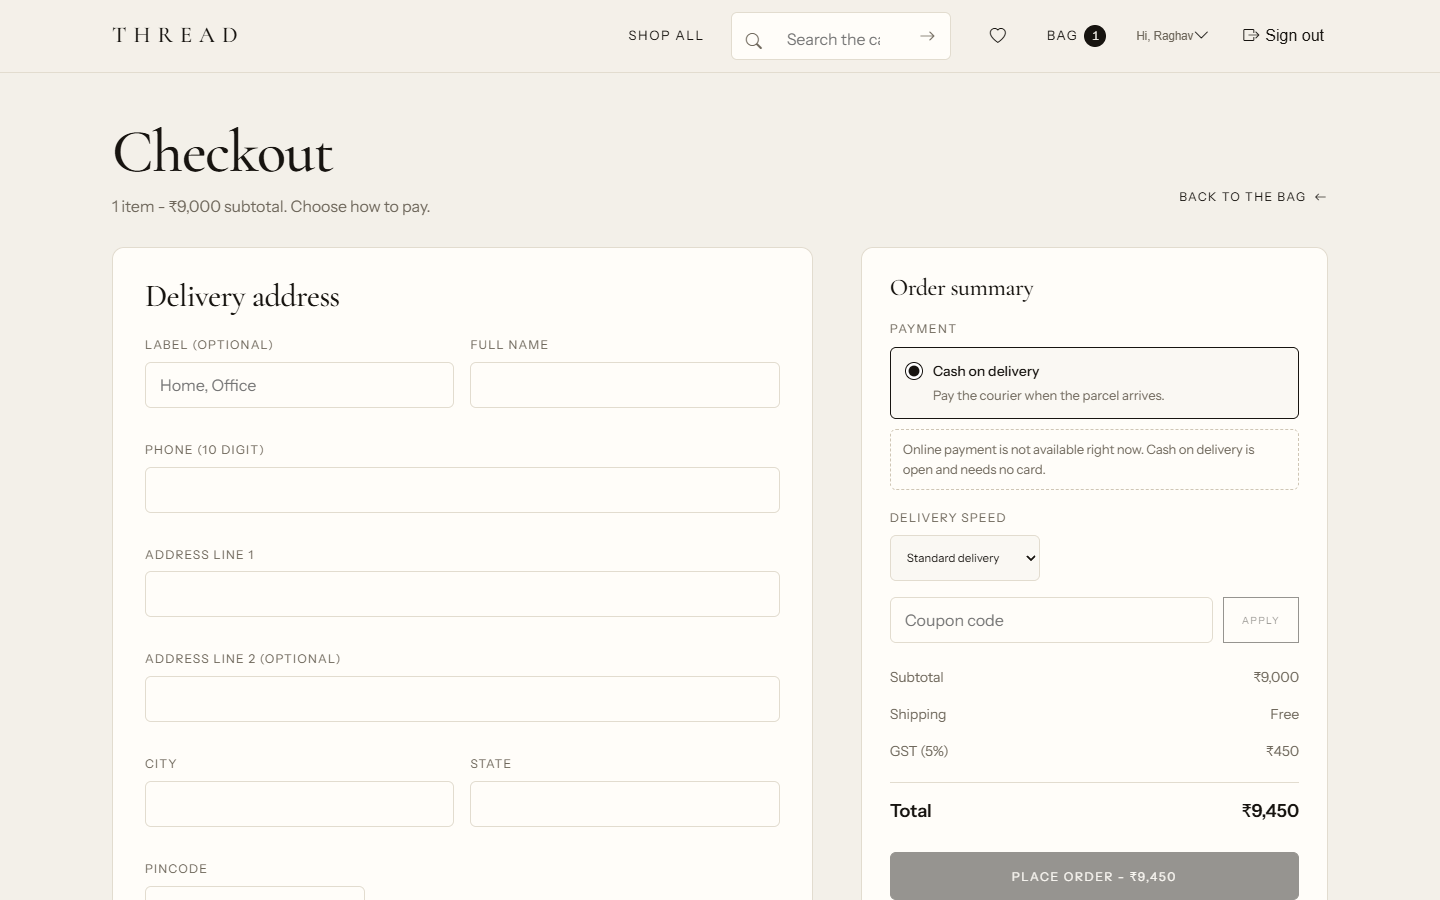 THREAD
SHOP ALL
Search the ca
BAG 1
Hi, Raghav
Sign out
Checkout
1 item - ₹9,000 subtotal. Choose how to pay.
BACK TO THE BAG ←
Delivery address
LABEL (OPTIONAL)
FULL NAME
Home, Office
PHONE (10 DIGIT)
ADDRESS LINE 1
ADDRESS LINE 2 (OPTIONAL)
CITY
STATE
PINCODE
Order summary
PAYMENT
Cash on delivery
Pay the courier when the parcel arrives.
Online payment is not available right now. Cash on delivery is
open and needs no card.
DELIVERY SPEED
Standard delivery
Coupon code
APPLY
Subtotal ₹9,000
Shipping Free
GST (5%) ₹450
Total ₹9,450
PLACE ORDER - ₹9,450